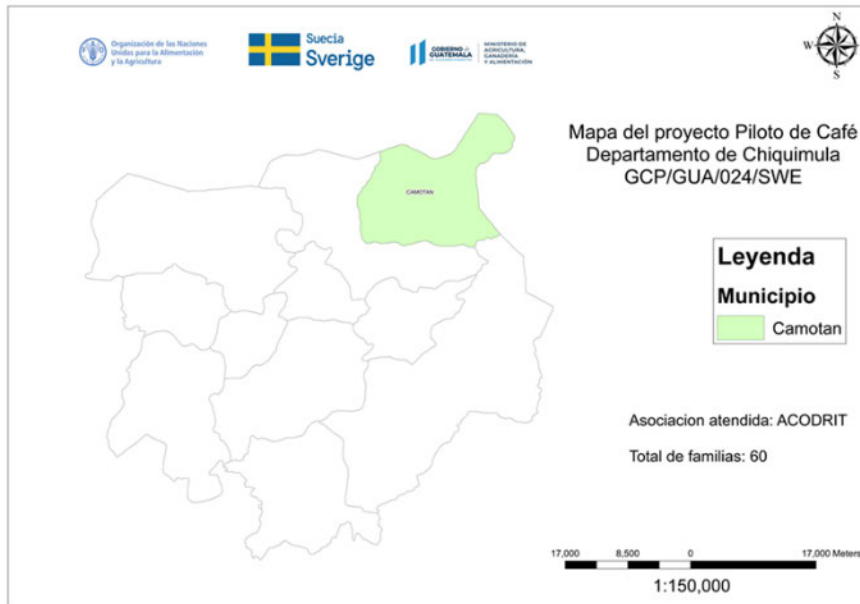 Organización de las Naciones
Unidas para la Alimentación
y la Agricultura
Suecia
Sverige
GOBIERNO de
GUATEMALA
MINISTERIO DE
AGRICULTURA,
GANADERÍA
Y ALIMENTACIÓN
N
W
E
S
Mapa del proyecto Piloto de Café
Departamento de Chiquimula
GCP/GUA/024/SWE
CAMOTAN
Leyenda
Municipio
Camotan
Asociacion atendida: ACODRIT
Total de familias: 60
17,000 8,500 0 17,000 Meters
1:150,000